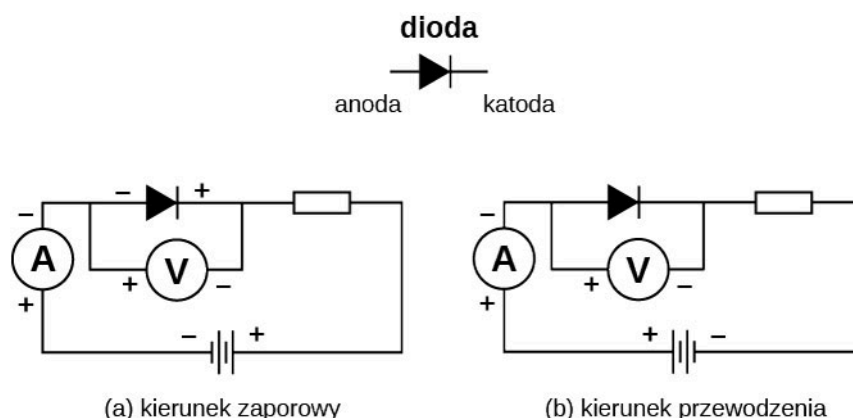 dioda
anoda katoda
– + – 
– A + V – + A + V –
+ – + + + –
(a) kierunek zaporowy (b) kierunek przewodzenia